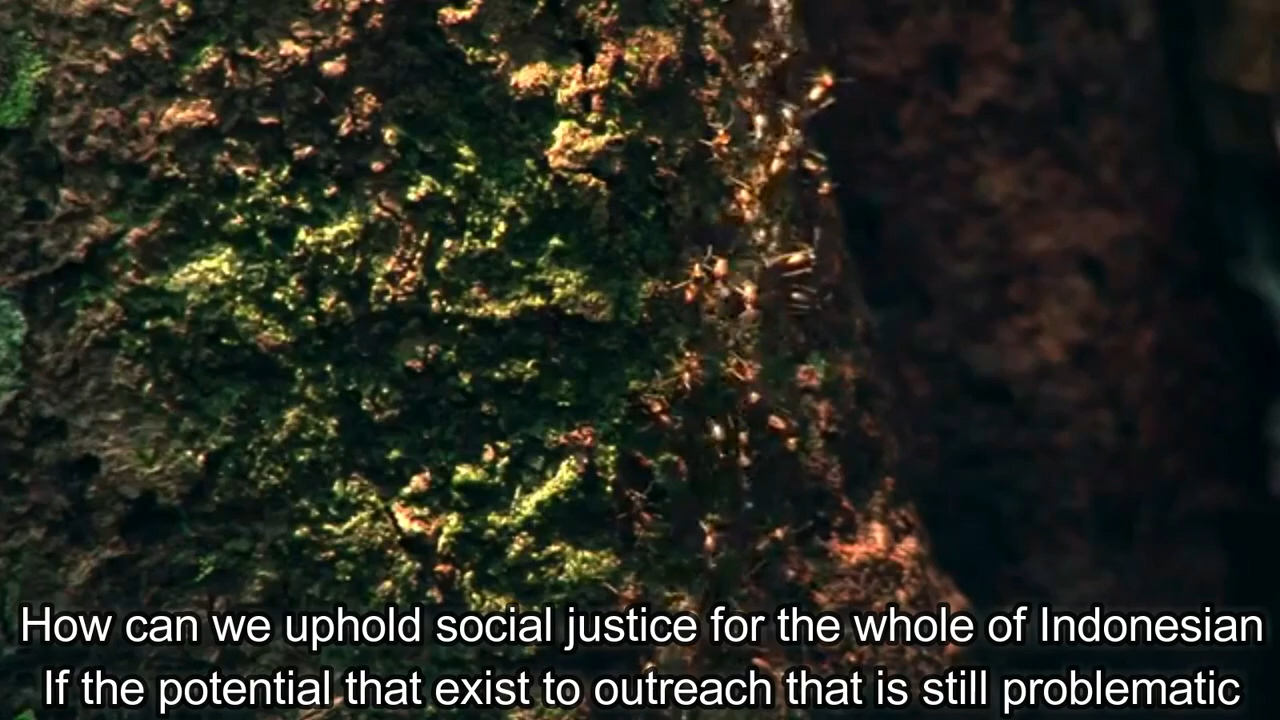 How can we uphold social justice for the whole of Indonesian
If the potential that exist to outreach that is still problematic